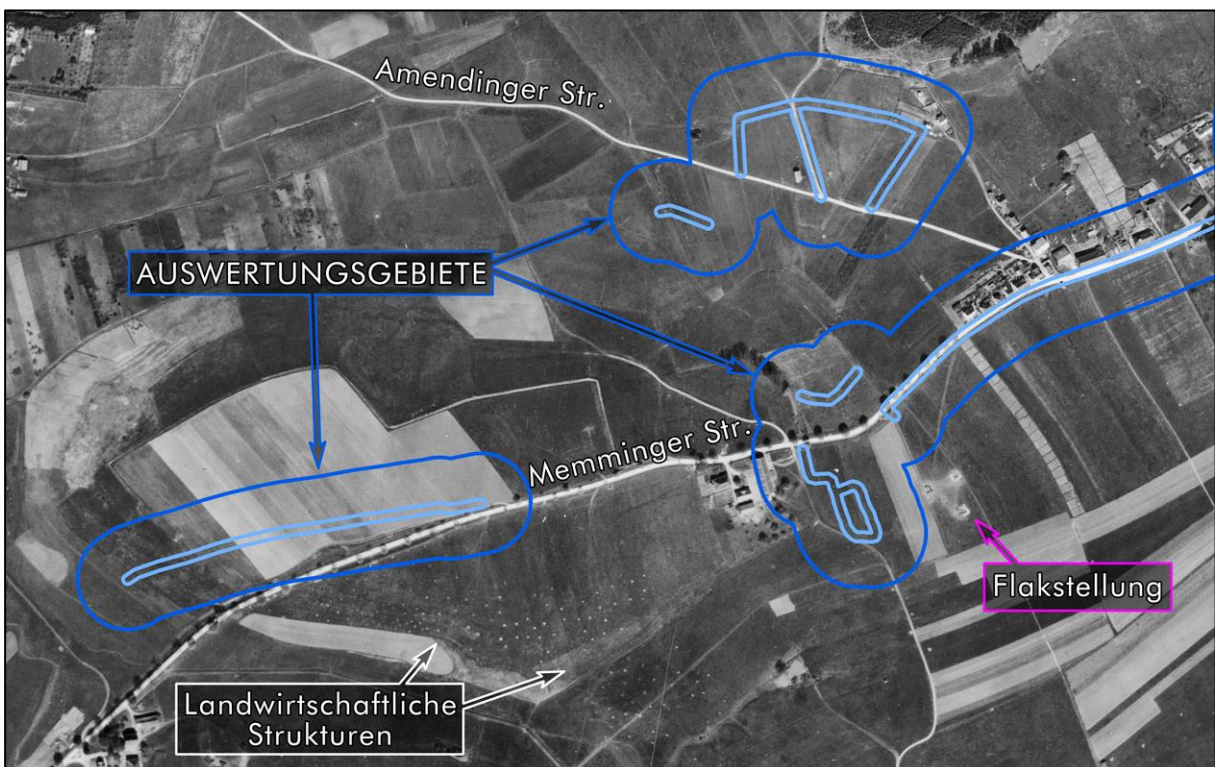 Amendinger Str.
AUSWERTUNGSGEBIETE
Memminger Str.
Flakstellung
Landwirtschaftliche
Strukturen